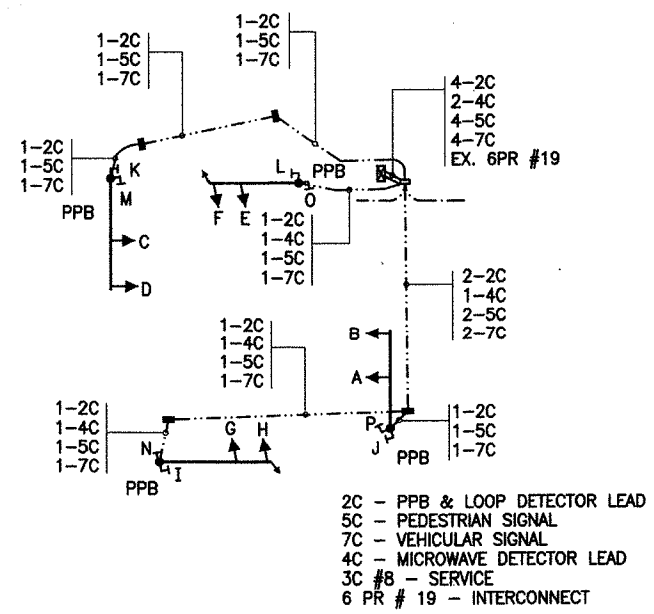 1-2C
1-5C
1-7C
1-2C
1-5C
1-7C
4-2C
2-4C
4-5C
4-7C
EX. 6PR #19
1-2C
1-5C
1-7C
K
M
PPB
C
D
L
PPB
O
F
E
1-2C
1-4C
1-5C
1-7C
2-2C
1-4C
2-5C
2-7C
1-2C
1-4C
1-5C
1-7C
B
A
1-2C
1-4C
1-5C
1-7C
G
H
N
I
PPB
P
J
PPB
1-2C
1-5C
1-7C
2C - PPB & LOOP DETECTOR LEAD
5C - PEDESTRIAN SIGNAL
7C - VEHICULAR SIGNAL
4C - MICROWAVE DETECTOR LEAD
3C #8 - SERVICE
6 PR # 19 - INTERCONNECT